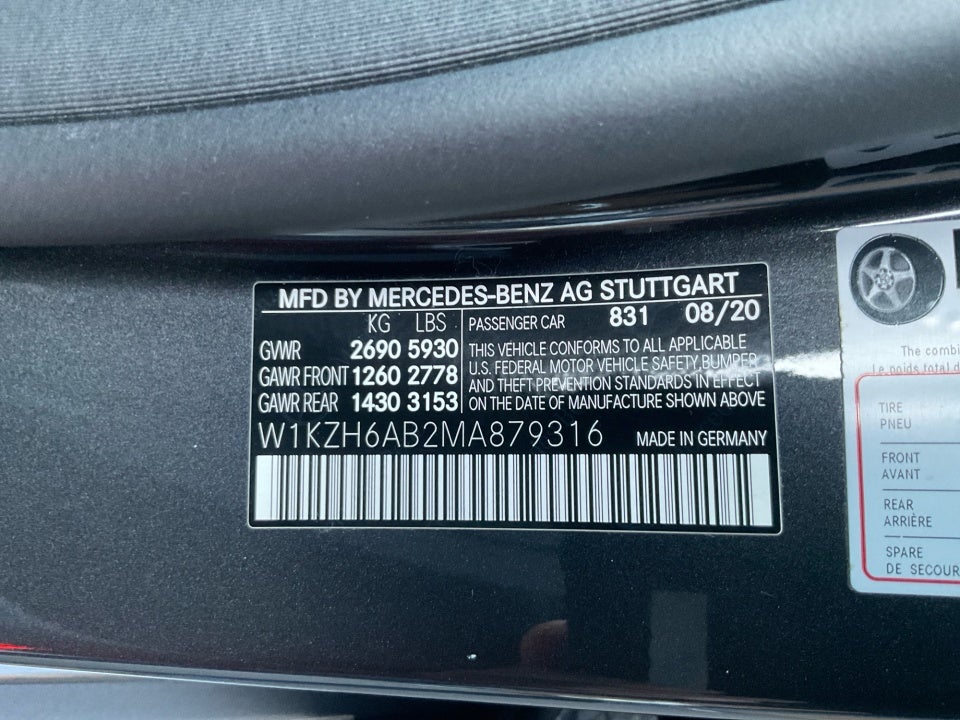 MFD BY MERCEDES-BENZ AG STUTTGART
KG LBS
GVWR 2690 5930
GAWR FRONT 1260 2778
GAWR REAR 1430 3153
PASSENGER CAR 831 08/20
THIS VEHICLE CONFORMS TO ALL APPLICABLE
U.S. FEDERAL MOTOR VEHICLE SAFETY, BUMPER
AND THEFT PREVENTION STANDARDS IN EFFECT
ON THE DATE OF MANUFACTURE SHOWN ABOVE
W1KZH6AB2MA879316 MADE IN GERMANY
The
Le poids total
TIRE
PNEU
FRONT
AVANT
REAR
ARRIÈRE
SPARE
DE